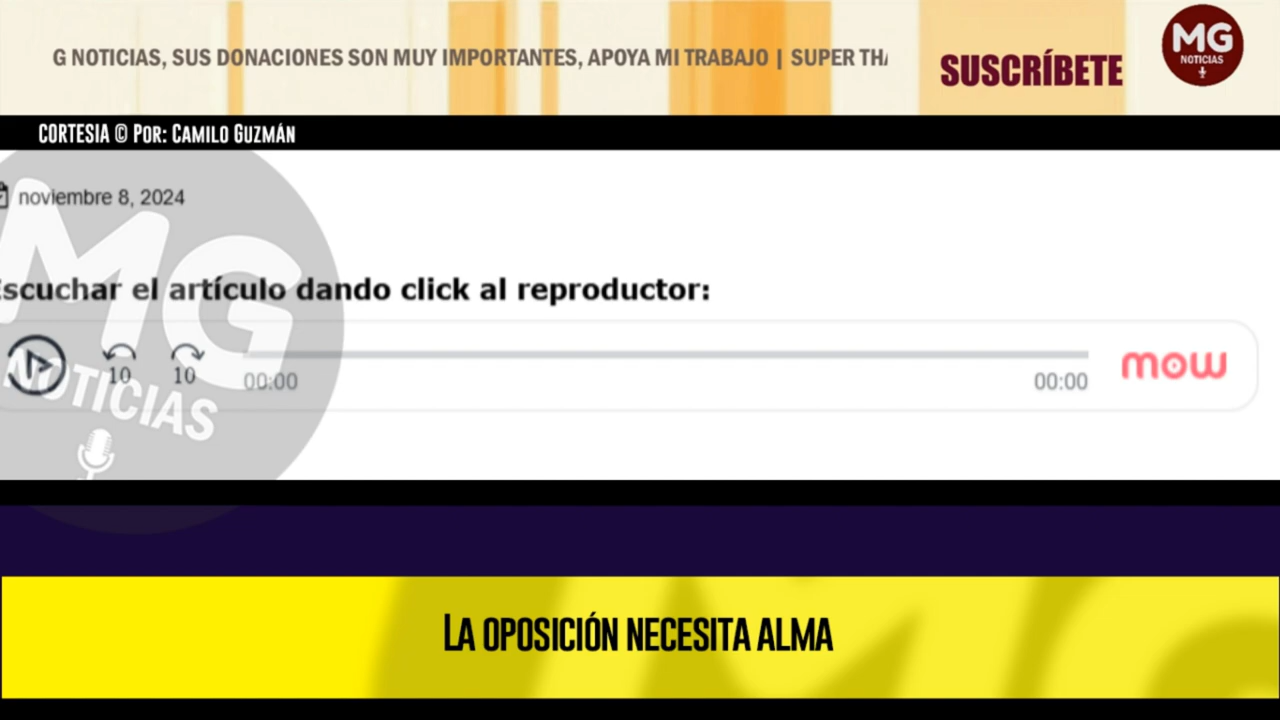 G NOTICIAS, SUS DONACIONES SON MUY IMPORTANTES, APOYA MI TRABAJO | SUPER THA
SUSCRÍBETE
MG
NOTICIAS
CORTESIA © POR: CAMILO GUZMÁN
noviembre 8, 2024
Escuchar el artículo dando click al reproductor:
10
10
00:00
00:00
mow
MG
NOTICIAS
LA OPOSICIÓN NECESITA ALMA